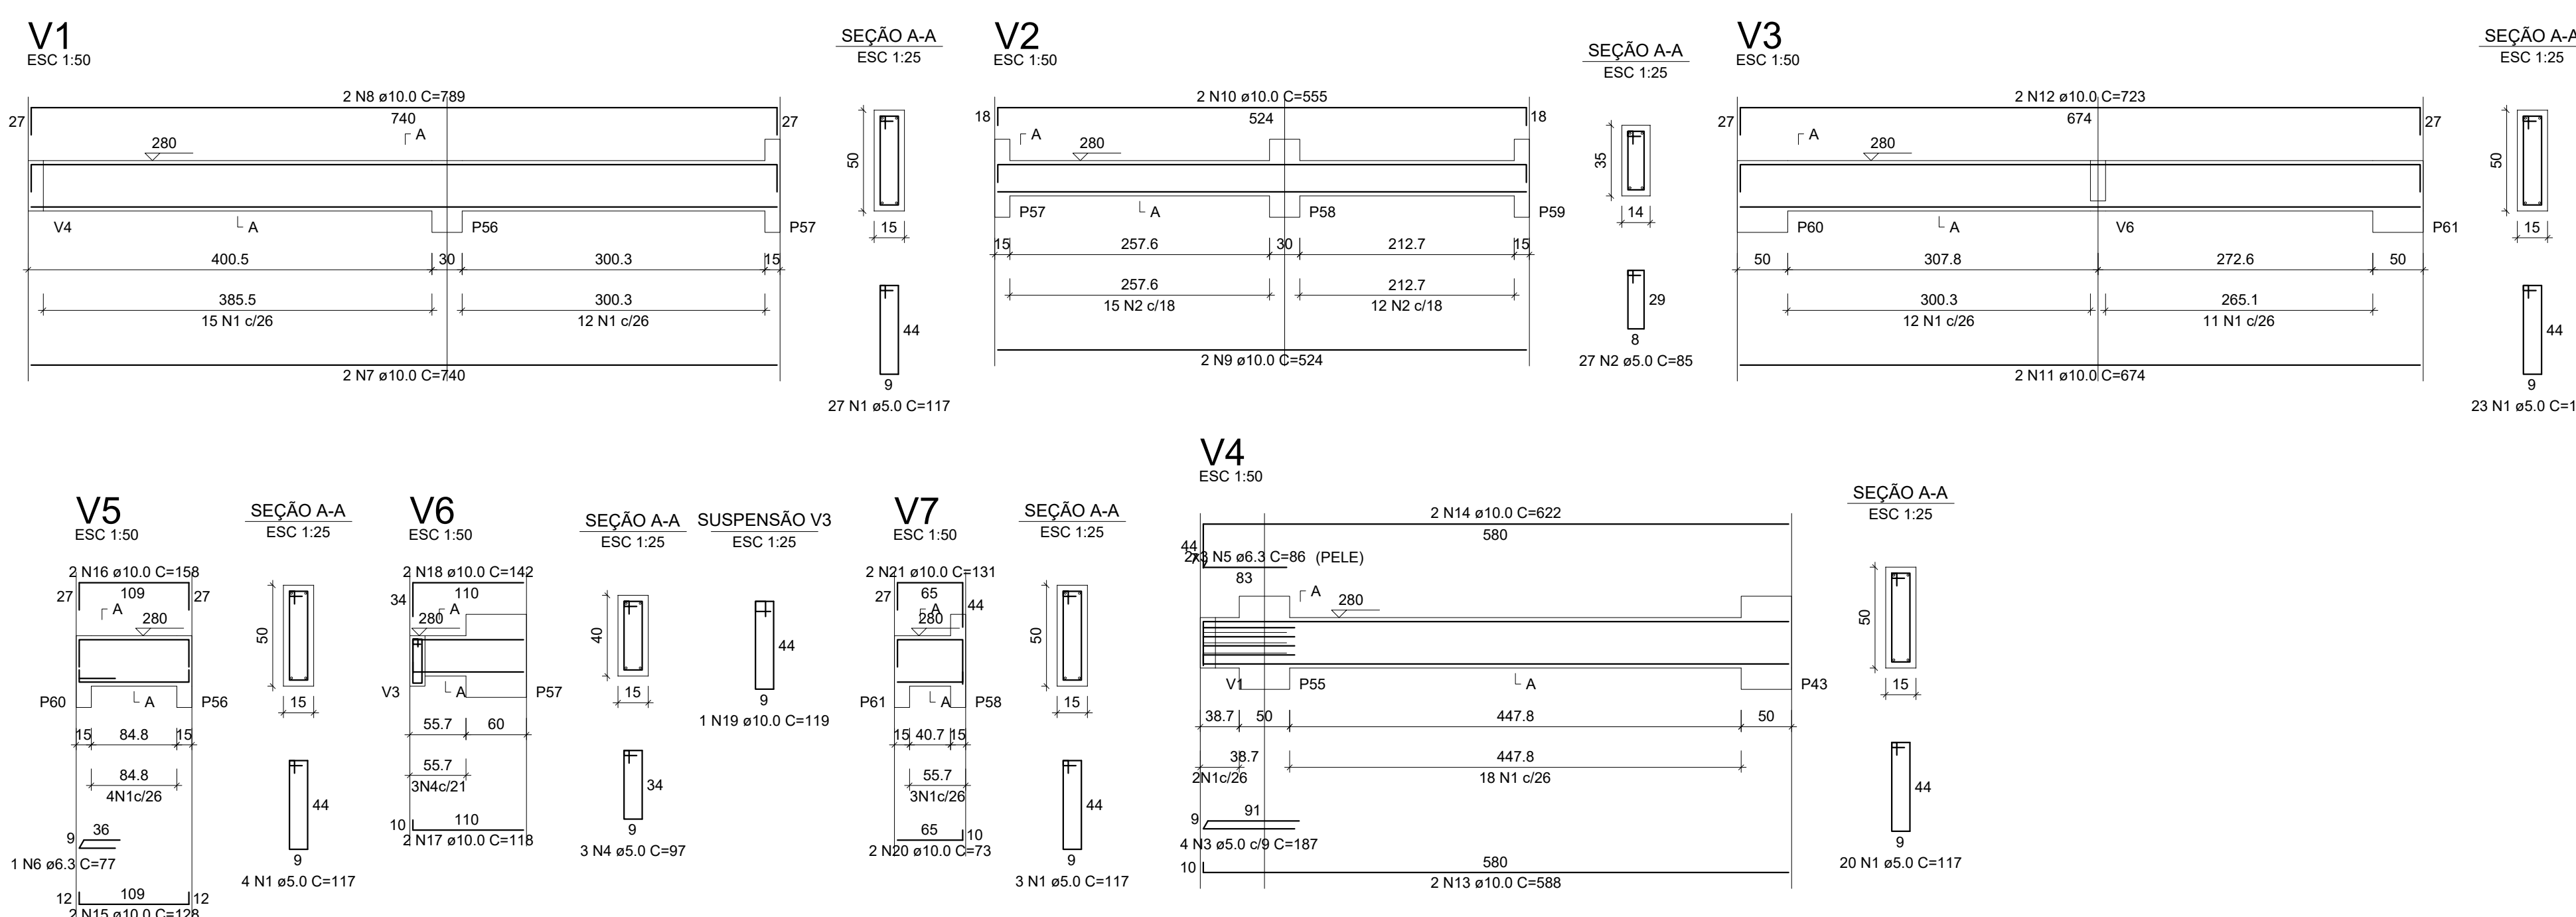 V1
ESC 1:50
SEÇÃO A-A
ESC 1:25
2 N8 ø10.0 C=789
27
740
27
A
280
50
V4
A
P56
P57
15
400.5
30
300.3
15
385.5
300.3
15 N1 c/26
12 N1 c/26
44
9
2 N7 ø10.0 C=740
27 N1 ø5.0 C=117
V2
ESC 1:50
SEÇÃO A-A
ESC 1:25
2 N10 ø10.0 C=555
18
524
18
A
280
35
P57
A
P58
P59
14
15
257.6
30
212.7
15
257.6
212.7
15 N2 c/18
12 N2 c/18
29
8
2 N9 ø10.0 C=524
27 N2 ø5.0 C=85
V3
ESC 1:50
SEÇÃO A-A
ESC 1:25
2 N12 ø10.0 C=723
27
674
27
A
280
50
P60
A
V6
P61
15
50
307.8
272.6
50
300.3
265.1
12 N1 c/26
11 N1 c/26
44
9
2 N11 ø10.0 C=674
23 N1 ø5.0 C=1
V5
ESC 1:50
SEÇÃO A-A
ESC 1:25
2 N16 ø10.0 C=158
27
109
27
A
280
50
P60
A
P56
15
15
84.8
15
84.8
4N1c/26
44
9
36
9
1 N6 ø6.3 C=77
4 N1 ø5.0 C=117
12
109
12
2 N15 ø10.0 C=128
V6
ESC 1:50
SEÇÃO A-A
ESC 1:25
SUSPENSÃO V3
ESC 1:25
2 N18 ø10.0 C=142
110
34
A
280
40
44
V3
A
P57
15
9
1 N19 ø10.0 C=119
55.7
60
55.7
3N4c/21
34
9
110
10
2 N17 ø10.0 C=118
3 N4 ø5.0 C=97
V7
ESC 1:50
SEÇÃO A-A
ESC 1:25
2 N21 ø10.0 C=131
27
65
44
A
280
50
P61
A
P58
15
15
40.7
15
55.7
3N1c/26
44
65
10
2 N20 ø10.0 C=73
9
3 N1 ø5.0 C=117
V4
ESC 1:50
SEÇÃO A-A
ESC 1:25
2 N14 ø10.0 C=622
580
44
2x3 N5 ø6.3 C=86 (PELE)
83
A
280
50
V1
P55
A
P43
15
38.7
50
447.8
50
38.7
447.8
2N1c/26
18 N1 c/26
44
9
91
9
4 N3 ø5.0 c/9 C=187
20 N1 ø5.0 C=117
10
580
2 N13 ø10.0 C=588